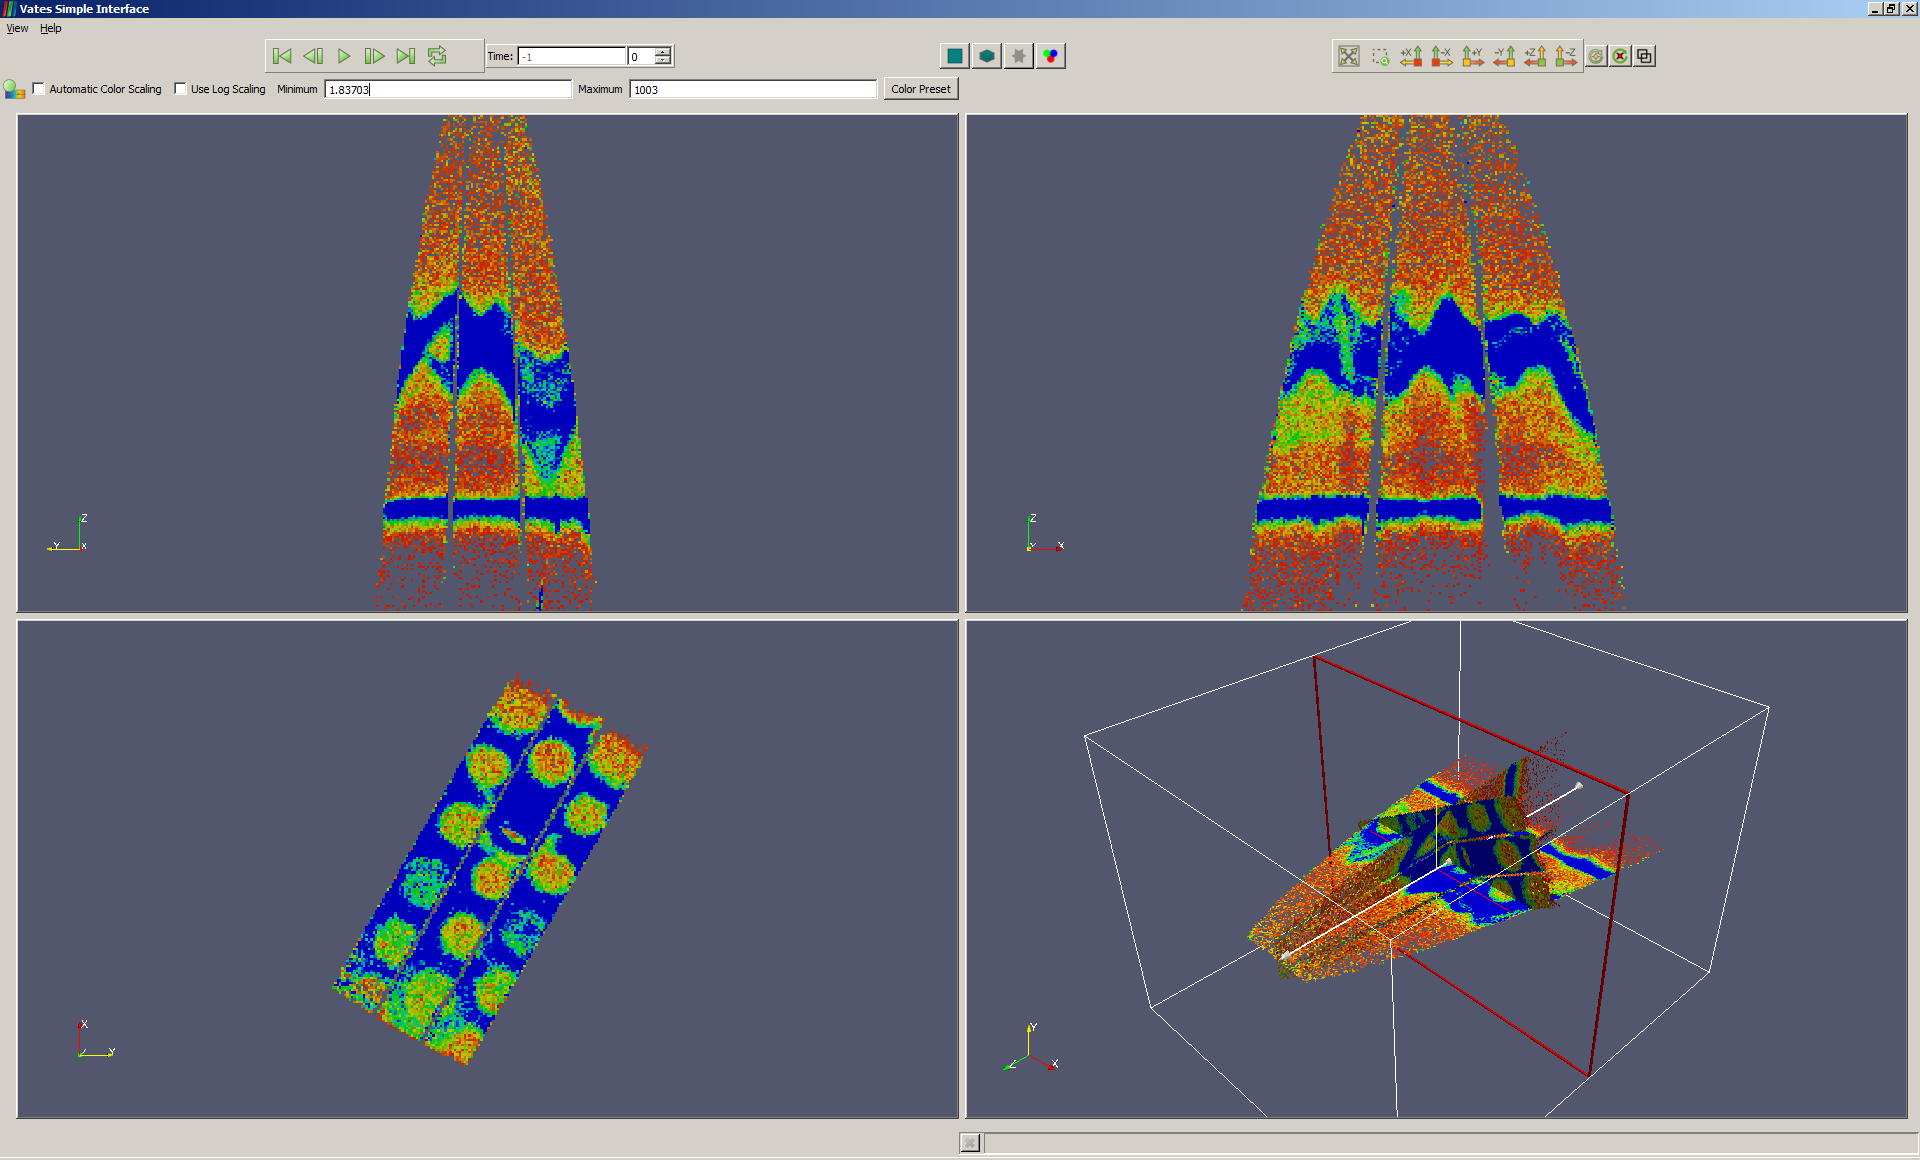 Vates Simple Interface
View Help
Time: -1 0
+X -X +Y -Y +Z -Z
Automatic Color Scaling Use Log Scaling Minimum 1.83703 Maximum 1003 Color Preset
Z
Y X
Z
Y X
X
Z Y
Y
Z X